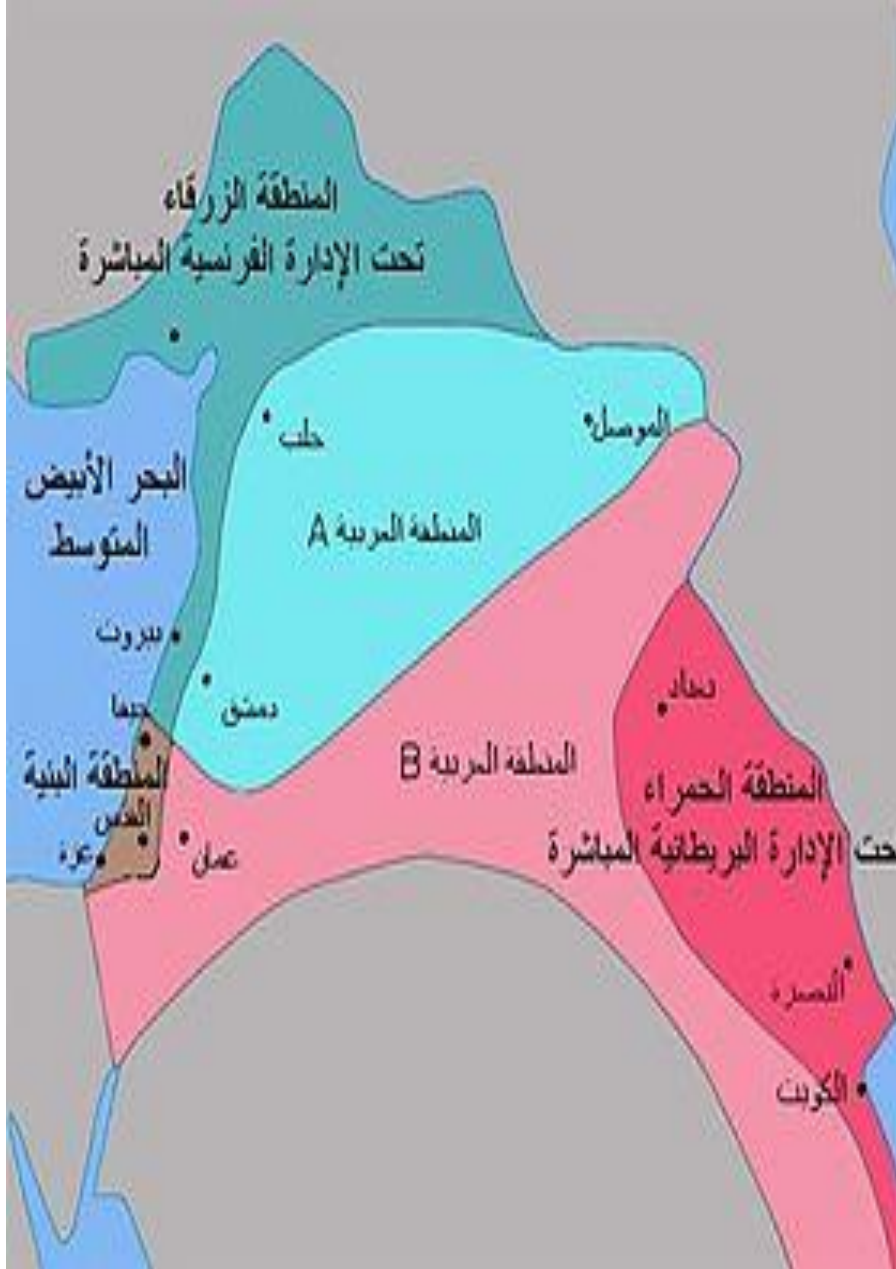 المنطقة الزرقاء
تحت الإدارة الفرنسية المباشرة
حلب
الموصل
البحر الأبيض
المتوسط
المنطقة العربية A
بيروت
دمشق
حيفا
بغداد
المنطقة العربية B
المنطقة البنية
المنطقة الحمراء
القدس
غزة
عمان
حت الإدارة البريطانية المباشرة
البصرة
الكويت